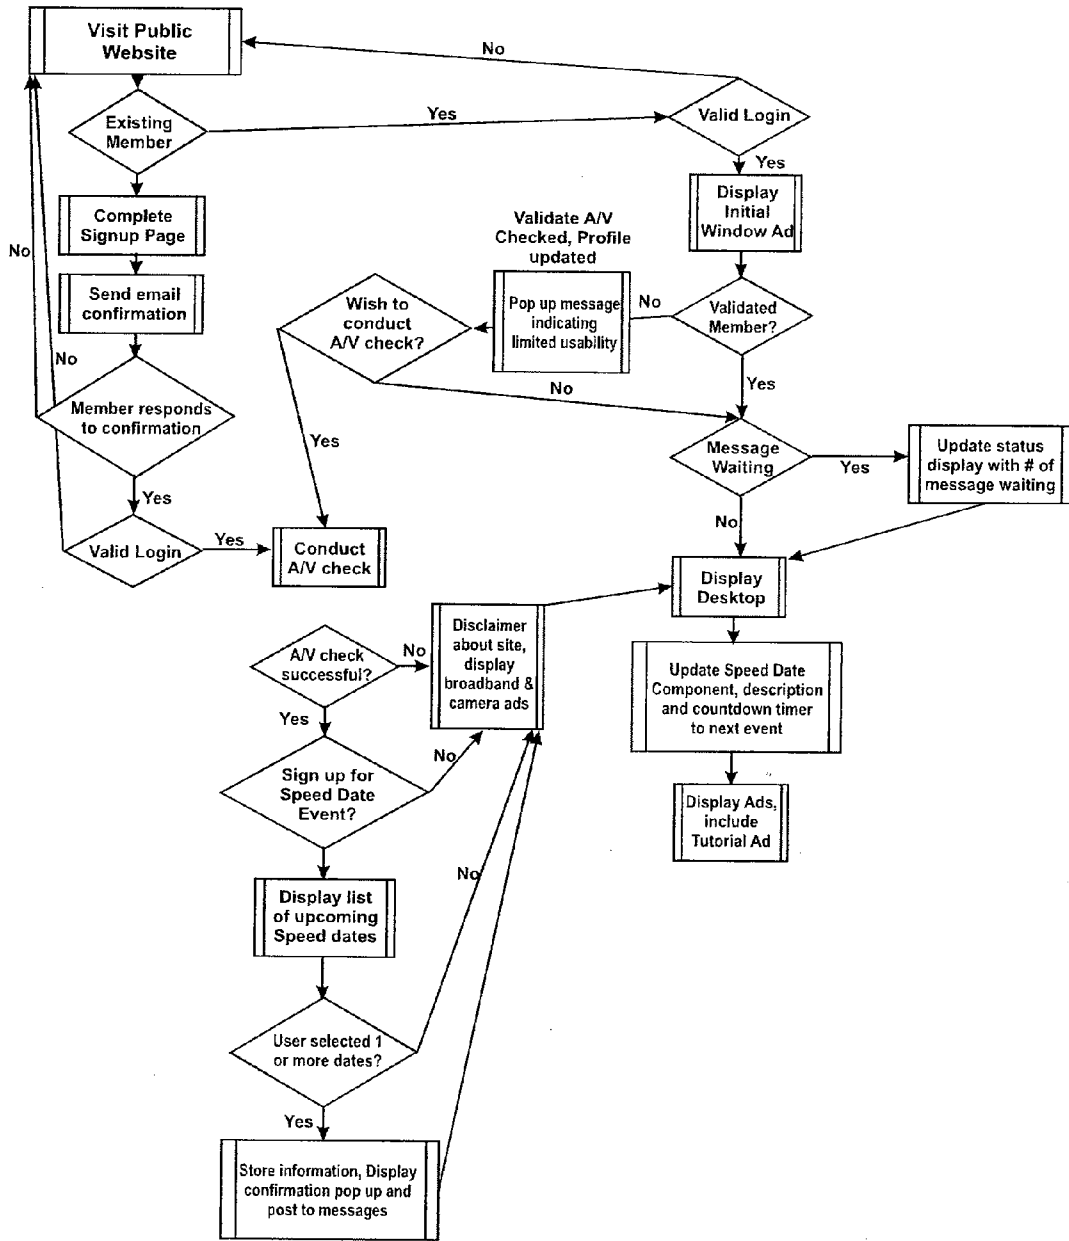 Visit Public
Website
No
Existing
Member
Yes
Valid Login
Yes
Complete
Signup Page
Display
Initial
Window Ad
Validate A/V
Checked, Profile
updated
No
Send email
confirmation
Wish to
conduct
A/V check?
Pop up message
indicating
limited usability
No
Validated
Member?
No
No
Yes
Member responds
to confirmation
Yes
Message
Waiting
Yes
Update status
display with # of
message waiting
Yes
No
Valid Login
Yes
Conduct
A/V check
Display
Desktop
A/V check
successful?
No
Disclaimer
about site,
display
broadband &
camera ads
Update Speed Date
Component, description
and countdown timer
to next event
Yes
No
Sign up for
Speed Date
Event?
Display Ads,
include
Tutorial Ad
No
Display list
of upcoming
Speed dates
User selected 1
or more dates?
Yes
Store information, Display
confirmation pop up and
post to messages